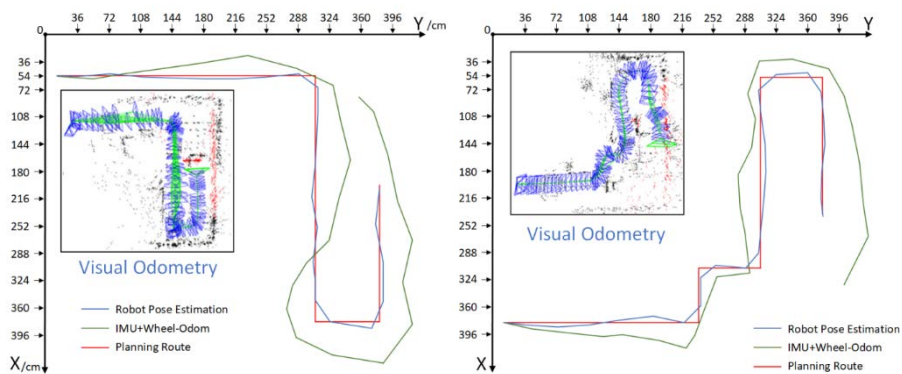 Y/cm
0 36 72 108 144 180 216 252 288 324 360 396
36
54
72
108
144
180
216
252
288
324
360
396
X/cm
Visual Odometry
Robot Pose Estimation
IMU+Wheel-Odom
Planning Route
Y/cm
0 36 72 108 144 180 216 252 288 324 360 396
36
54
72
108
144
180
216
252
288
324
360
396
X
Visual Odometry
Robot Pose Estimation
IMU+Wheel-Odom
Planning Route